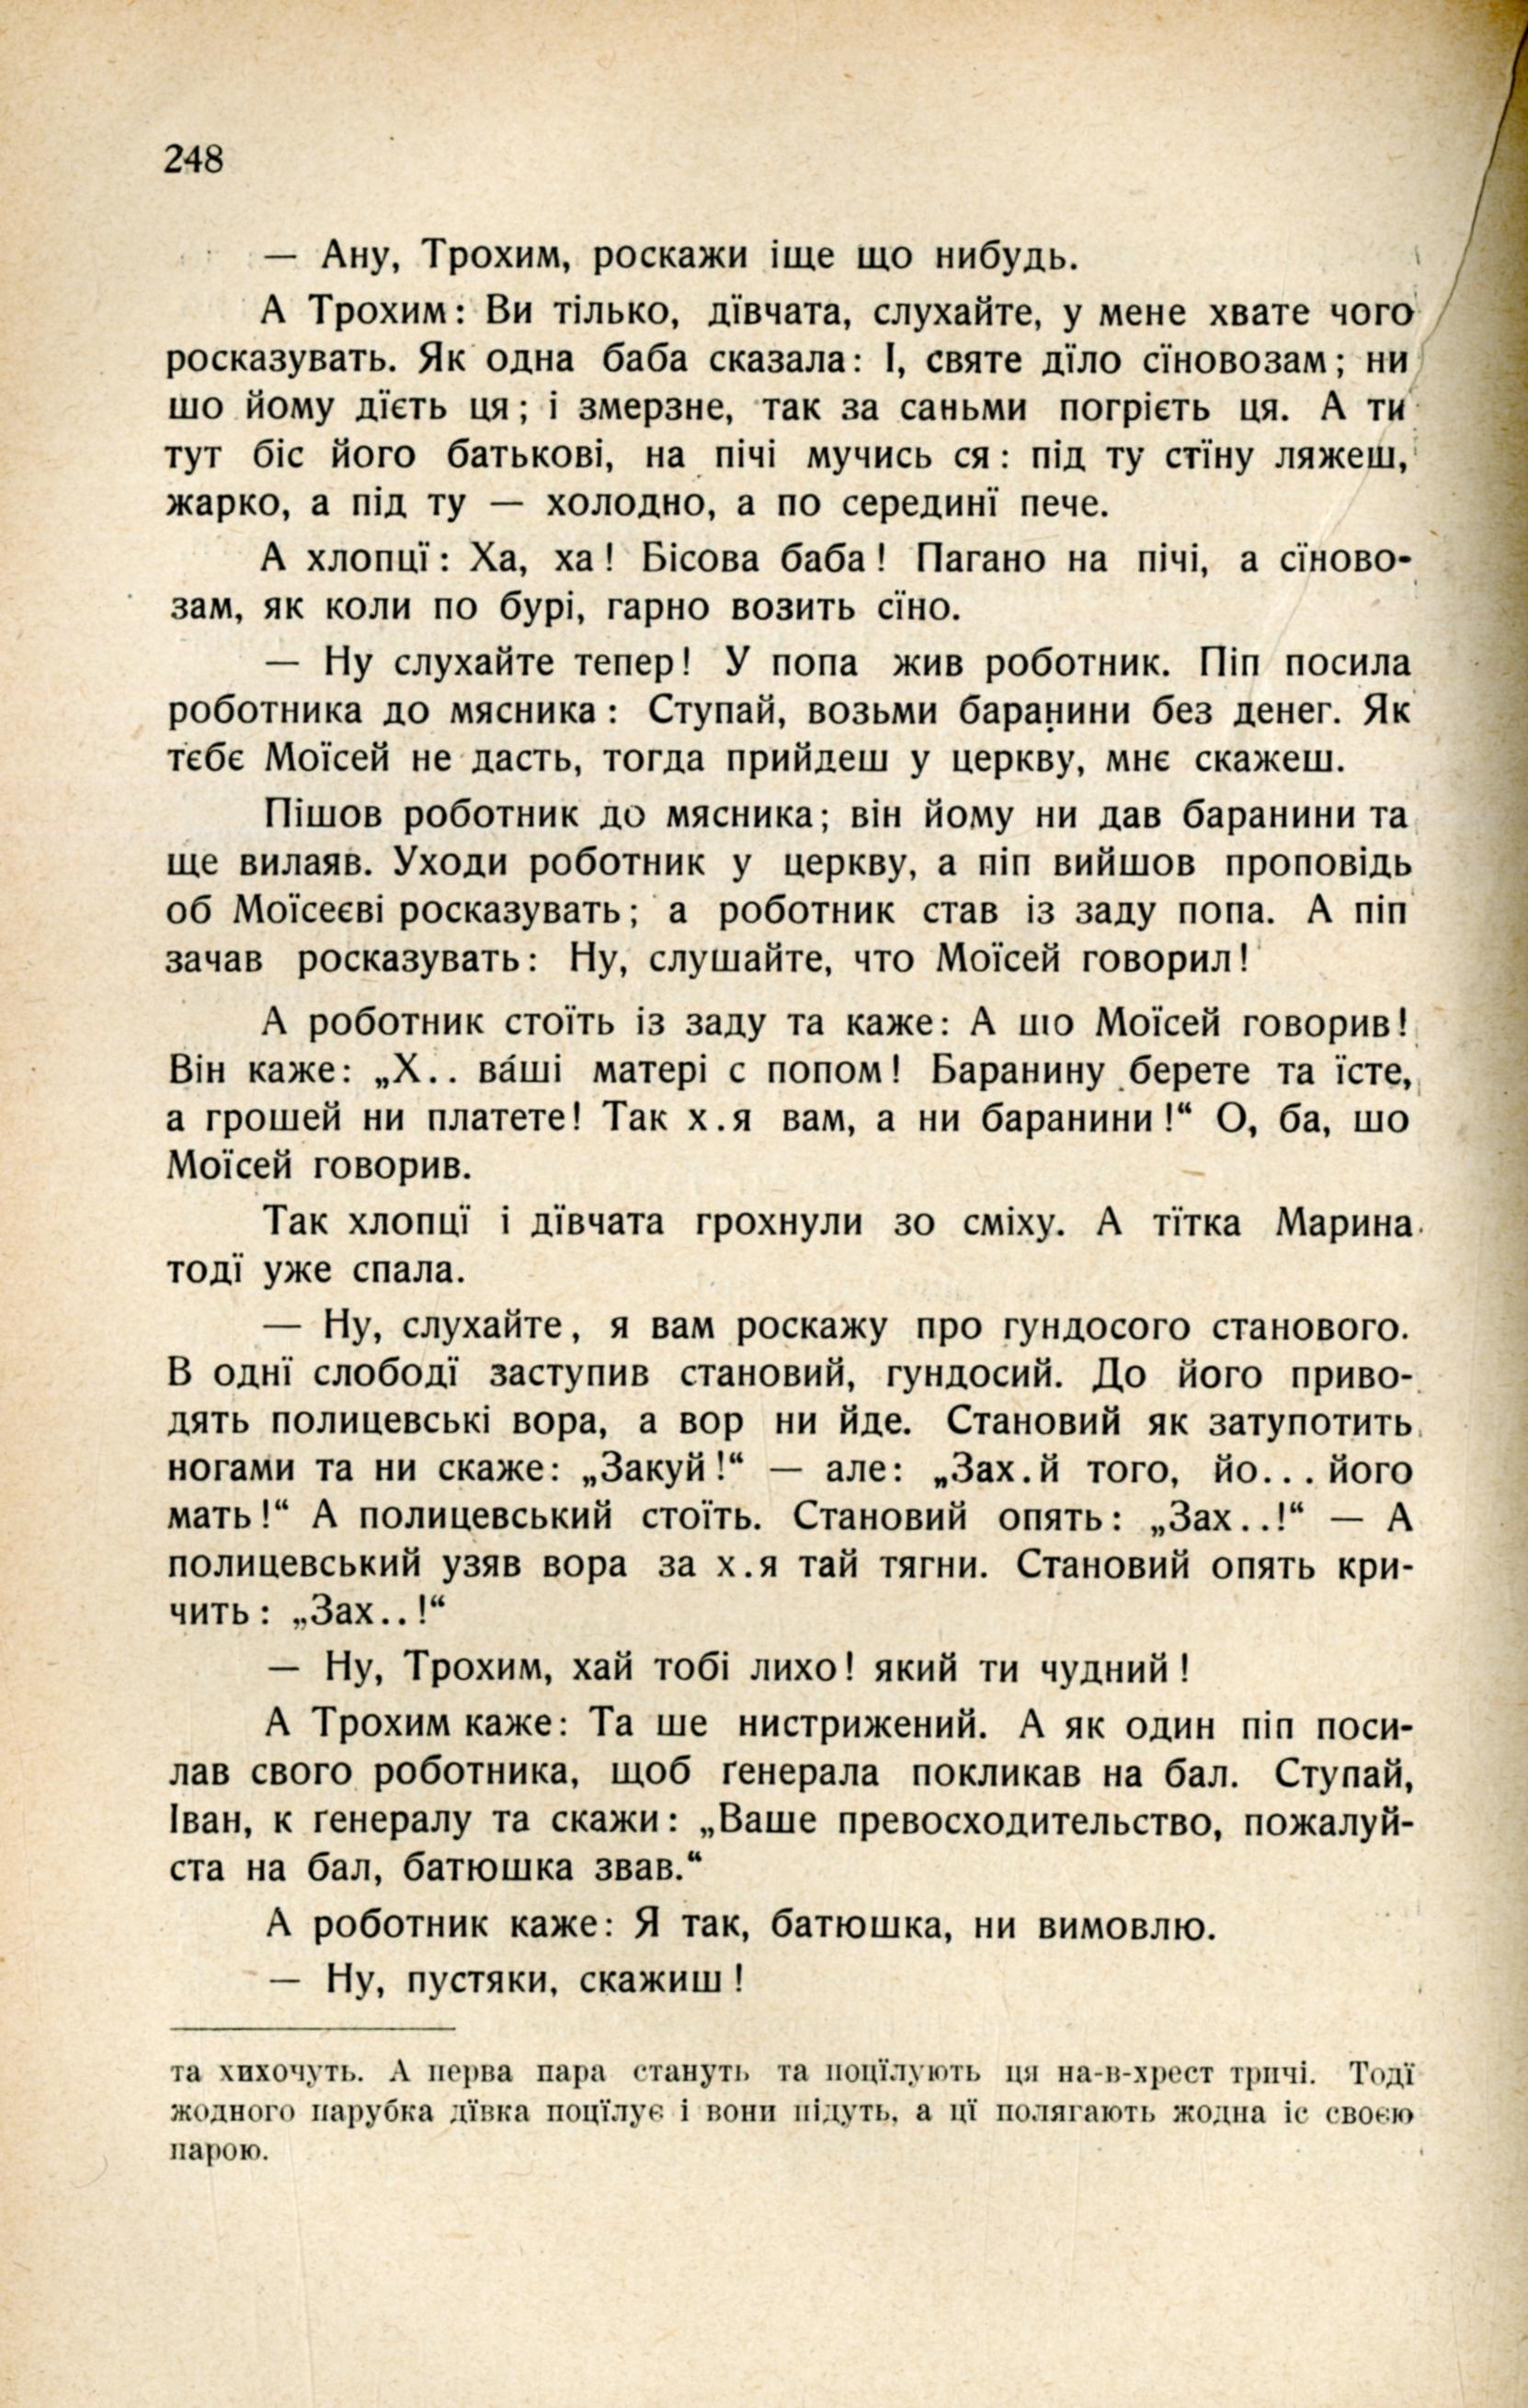 248
— Ану, Трохим, роскажи іще що нибудь.
А Трохим: Ви тілько, дївчата, слухайте, у мене хвате чого
росказувать. Як одна баба сказала: І, святе дїло сїновозам; ни
шо йому дїєть ця; і змерзне, так за саньми погрієть ця. А ти
тут біс його батькові, на пічі мучись ся: під ту стїну ляжеш,
жарко, а під ту — холодно, а по серединї пече.
А хлопцї: Ха, ха! Бісова баба! Пагано на пічі, а сїново-
зам, як коли по бурі, гарно возить сїно.
— Ну слухайте тепер! У попа жив роботник. Піп посила
роботника до мясника: Ступай, возьми баранини без денег. Як
тєбє Моїсей не дасть, тогда прийдеш у церкву, мнє скажеш.
Пішов роботник до мясника; він йому ни дав баранини та
ще вилаяв. Уходи роботник у церкву, а піп вийшов проповідь
об Моїсеєві росказувать; а роботник став із заду попа. А піп
зачав росказувать: Ну, слушайте, что Моїсей говорил!
А роботник стоїть із заду та каже: А шо Моїсей говорив!
Він каже: „Х.. ва́ші матері с попом! Баранину берете та їсте,
а грошей ни платете! Так х.я вам, а ни баранини!“ О, ба, шо
Моїсей говорив.
Так хлопцї і дївчата грохнули зо сміху. А тїтка Марина
тодї уже спала.
— Ну, слухайте, я вам роскажу про гундосого станового.
В однї слободї заступив становий, гундосий. До його приво-
дять полицевські вора, а вор ни йде. Становий як затупотить
ногами та ни скаже: „Закуй!“ — але: „Зах.й того, йо... його
мать!“ А полицевський стоїть. Становий опять: „Зах..!“ — А
полицевський узяв вора за х.я тай тягни. Становий опять кри-
чить: „Зах..!“
— Ну, Трохим, хай тобі лихо! який ти чудний!
А Трохим каже: Та ше нистрижений. А як один піп поси-
лав свого роботника, щоб ґенерала покликав на бал. Ступай,
Іван, к ґенералу та скажи: „Ваше превосходительство, пожалуй-
ста на бал, батюшка звав.“
А роботник каже: Я так, батюшка, ни вимовлю.
— Ну, пустяки, скажиш!
та хихочуть. А перва пара стануть та поцїлують ця на-в-хрест тричі. Тодї
жодного парубка дївка поцїлує і вони підуть, а цї полягають жодна іс своєю
парою.